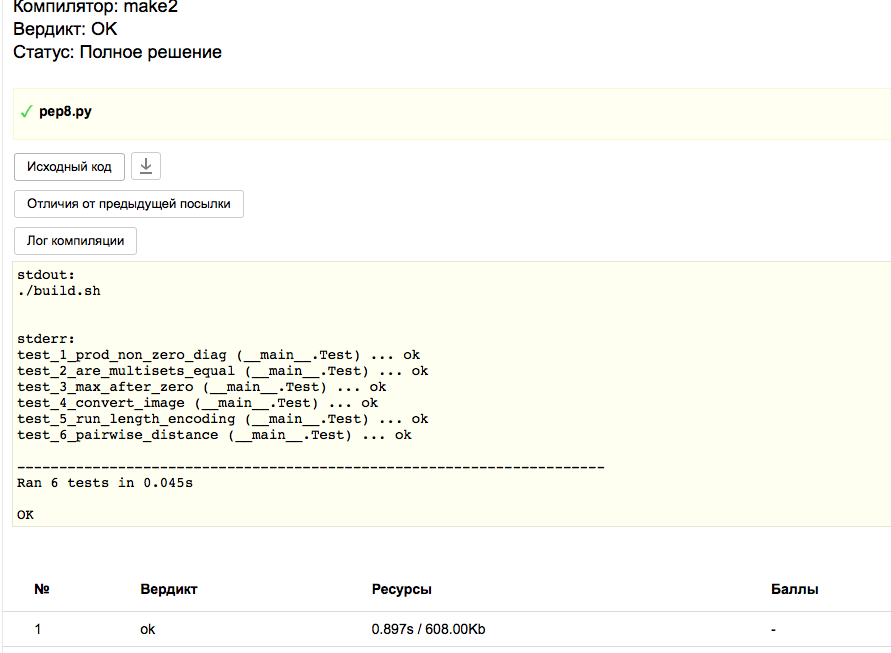 Компилятор: make2
Вердикт: OK
Статус: Полное решение
pep8.py
Исходный код
Отличия от предыдущей посылки
Лог компиляции
stdout:
./build.sh
stderr:
test_1_prod_non_zero_diag (__main__.Test) ... ok
test_2_are_multisets_equal (__main__.Test) ... ok
test_3_max_after_zero (__main__.Test) ... ok
test_4_convert_image (__main__.Test) ... ok
test_5_run_length_encoding (__main__.Test) ... ok
test_6_pairwise_distance (__main__.Test) ... ok
----------------------------------------------------------------------
Ran 6 tests in 0.045s
OK
№ Вердикт Ресурсы Баллы
1 ok 0.897s / 608.00Kb -